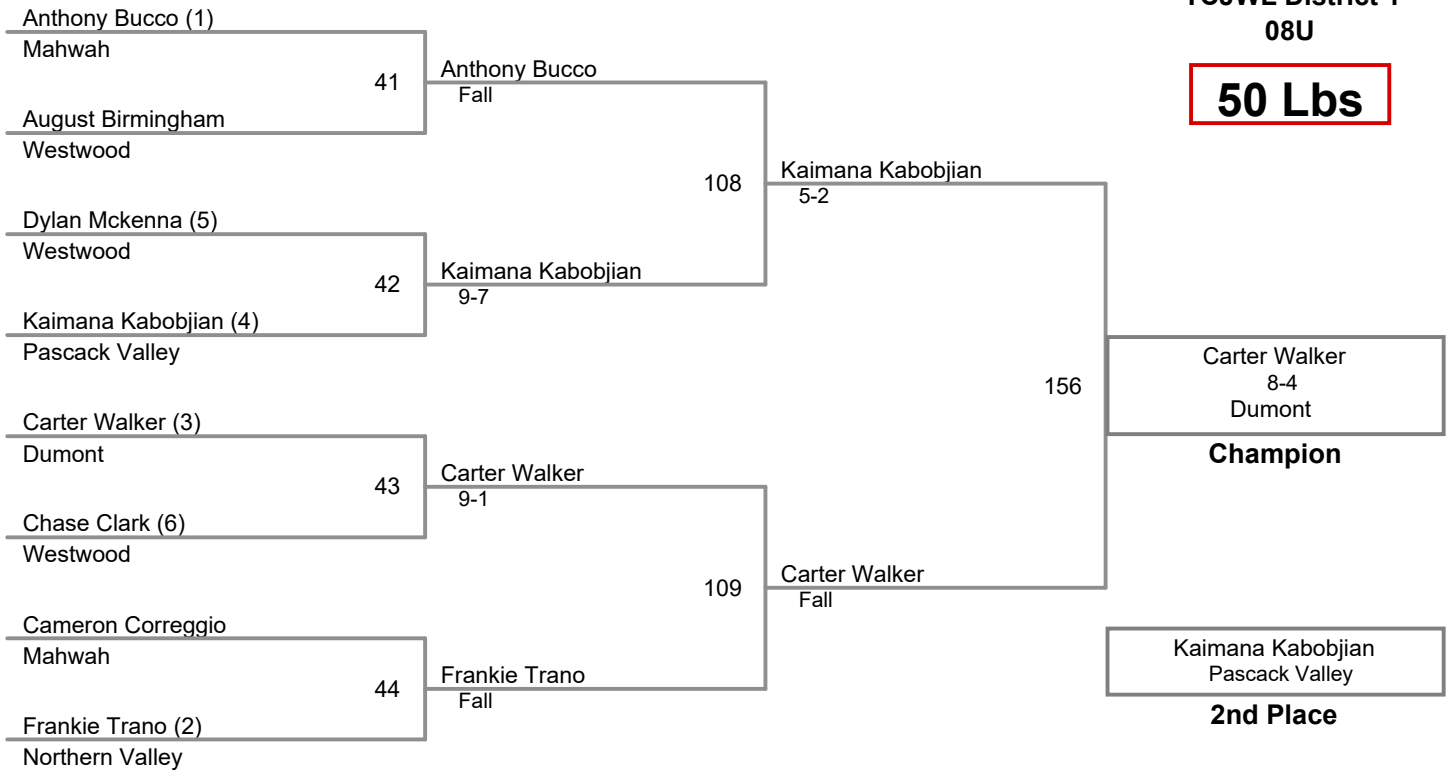 08U
50 Lbs
Anthony Bucco (1)
Mahwah
41
August Birmingham
Westwood
Anthony Bucco
Fall
Dylan Mckenna (5)
Westwood
42
Kaimana Kabobjian (4)
Pascack Valley
Kaimana Kabobjian
9-7
108
Kaimana Kabobjian
5-2
Carter Walker (3)
Dumont
43
Chase Clark (6)
Westwood
Carter Walker
9-1
Cameron Correggio
Mahwah
44
Frankie Trano (2)
Northern Valley
Frankie Trano
Fall
109
Carter Walker
Fall
156
Carter Walker
8-4
Dumont
Champion
Kaimana Kabobjian
Pascack Valley
2nd Place